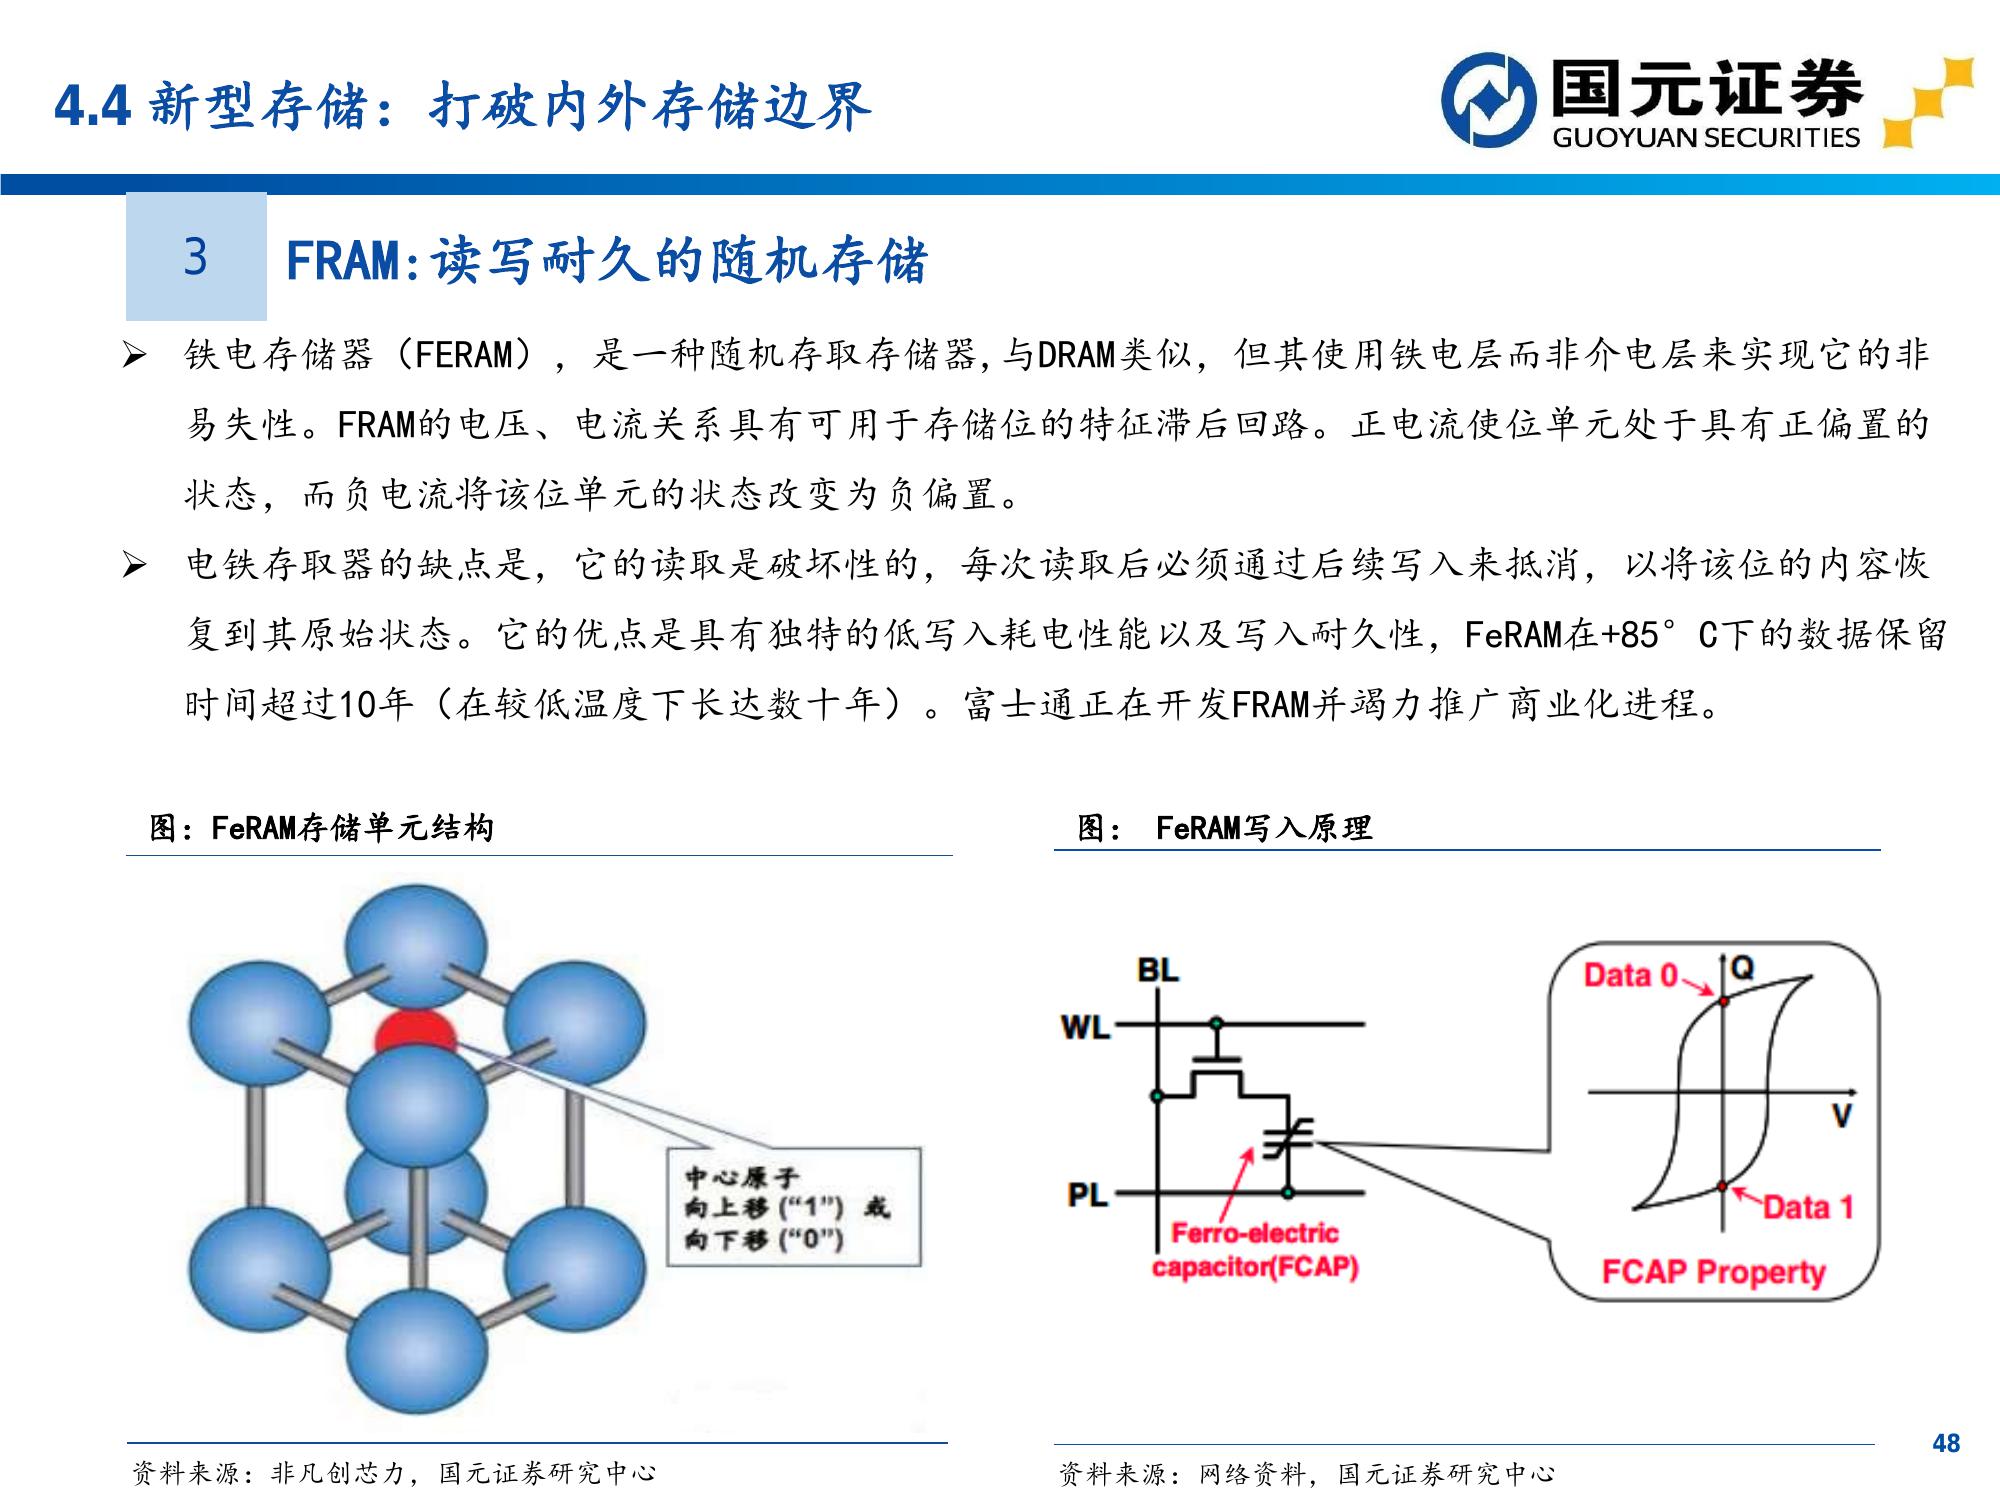 4.4 新型存储：打破内外存储边界
国元证券
GUOYUAN SECURITIES
3
FRAM:读写耐久的随机存储
➢ 铁电存储器（FERAM），是一种随机存取存储器,与DRAM类似，但其使用铁电层而非介电层来实现它的非
易失性。FRAM的电压、电流关系具有可用于存储位的特征滞后回路。正电流使位单元处于具有正偏置的
状态，而负电流将该位单元的状态改变为负偏置。
➢ 电铁存取器的缺点是，它的读取是破坏性的，每次读取后必须通过后续写入来抵消，以将该位的内容恢
复到其原始状态。它的优点是具有独特的低写入耗电性能以及写入耐久性，FeRAM在+85°C下的数据保留
时间超过10年（在较低温度下长达数十年）。富士通正在开发FRAM并竭力推广商业化进程。
图：FeRAM存储单元结构
中心原子
向上移 (“1”) 或
向下移 (“0”)
资料来源：非凡创芯力，国元证券研究中心
图： FeRAM写入原理
BL
WL
PL
Ferro-electric
capacitor(FCAP)
Data 0
Q
V
Data 1
FCAP Property
资料来源：网络资料，国元证券研究中心
48